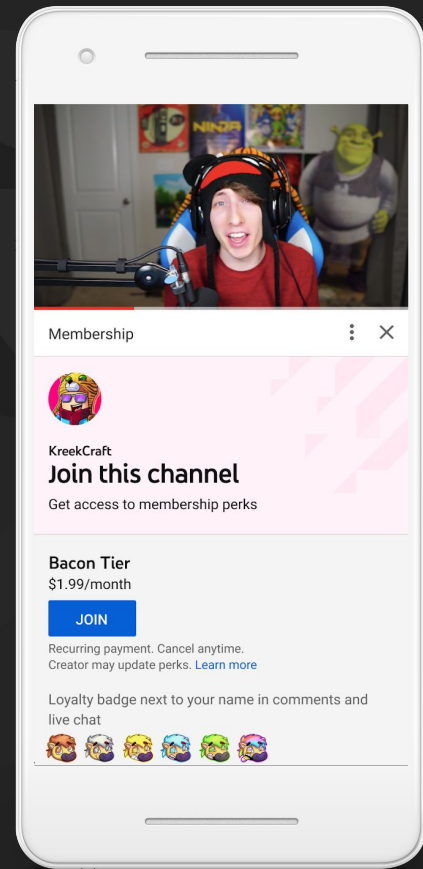 NINJA
Membership
KreekCraft
Join this channel
Get access to membership perks
Bacon Tier
$1.99/month
JOIN
Recurring payment. Cancel anytime.
Creator may update perks. Learn more
Loyalty badge next to your name in comments and
live chat